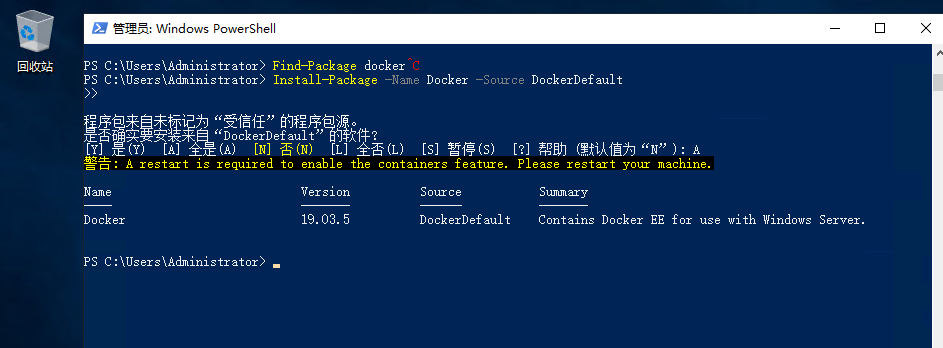 管理员: Windows PowerShell
回收站
PS C:\Users\Administrator> Find-Package docker^C
PS C:\Users\Administrator> Install-Package -Name Docker -Source DockerDefault
>>
程序包来自未标记为“受信任”的程序包源。
是否确实要安装来自“DockerDefault”的软件?
[Y] 是(Y)  [A] 全是(A)  [N] 否(N)  [L] 全否(L)  [S] 暂停(S)  [?] 帮助 (默认值为“N”): A
警告: A restart is required to enable the containers feature. Please restart your machine.
Name Version Source Summary
---- ------- ------ -------
Docker 19.03.5 DockerDefault Contains Docker EE for use with Windows Server.
PS C:\Users\Administrator>